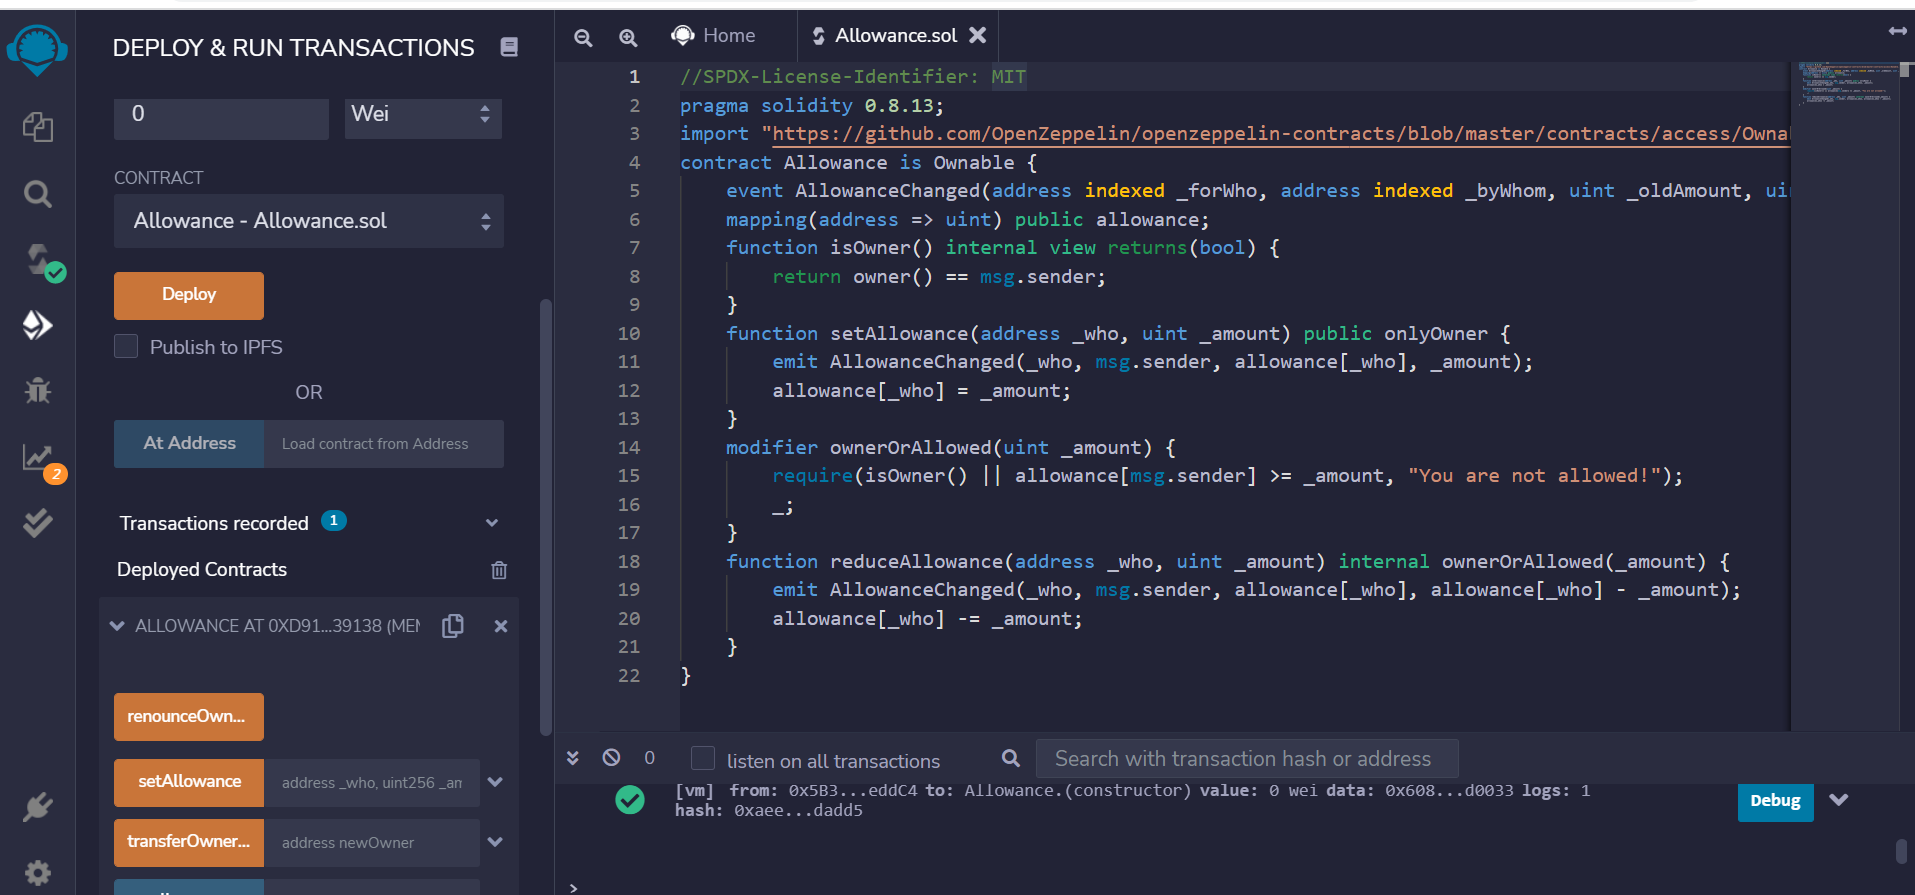 DEPLOY & RUN TRANSACTIONS
0
Wei
CONTRACT
Allowance - Allowance.sol
Deploy
Publish to IPFS
OR
At Address
Load contract from Address
2
Transactions recorded 1
Deployed Contracts
ALLOWANCE AT 0XD91...39138 (MEM
renounceOwn...
setAllowance
address _who, uint256 _am
transferOwner...
address newOwner
Home
Allowance.sol
1 //SPDX-License-Identifier: MIT
2 pragma solidity 0.8.13;
3 import "https://github.com/OpenZeppelin/openzeppelin-contracts/blob/master/contracts/access/Owna
4 contract Allowance is Ownable {
5 event AllowanceChanged(address indexed _forWho, address indexed _byWhom, uint _oldAmount, uin
6 mapping(address => uint) public allowance;
7 function isOwner() internal view returns(bool) {
8 return owner() == msg.sender;
9 }
10 function setAllowance(address _who, uint _amount) public onlyOwner {
11 emit AllowanceChanged(_who, msg.sender, allowance[_who], _amount);
12 allowance[_who] = _amount;
13 }
14 modifier ownerOrAllowed(uint _amount) {
15 require(isOwner() || allowance[msg.sender] >= _amount, "You are not allowed!");
16 _;
17 }
18 function reduceAllowance(address _who, uint _amount) internal ownerOrAllowed(_amount) {
19 emit AllowanceChanged(_who, msg.sender, allowance[_who], allowance[_who] - _amount);
20 allowance[_who] -= _amount;
21 }
22 }
0
listen on all transactions
Search with transaction hash or address
[vm] from: 0x5B3...eddC4 to: Allowance.(constructor) value: 0 wei data: 0x608...d0033 logs: 1
hash: 0xaee...dadd5
Debug
>